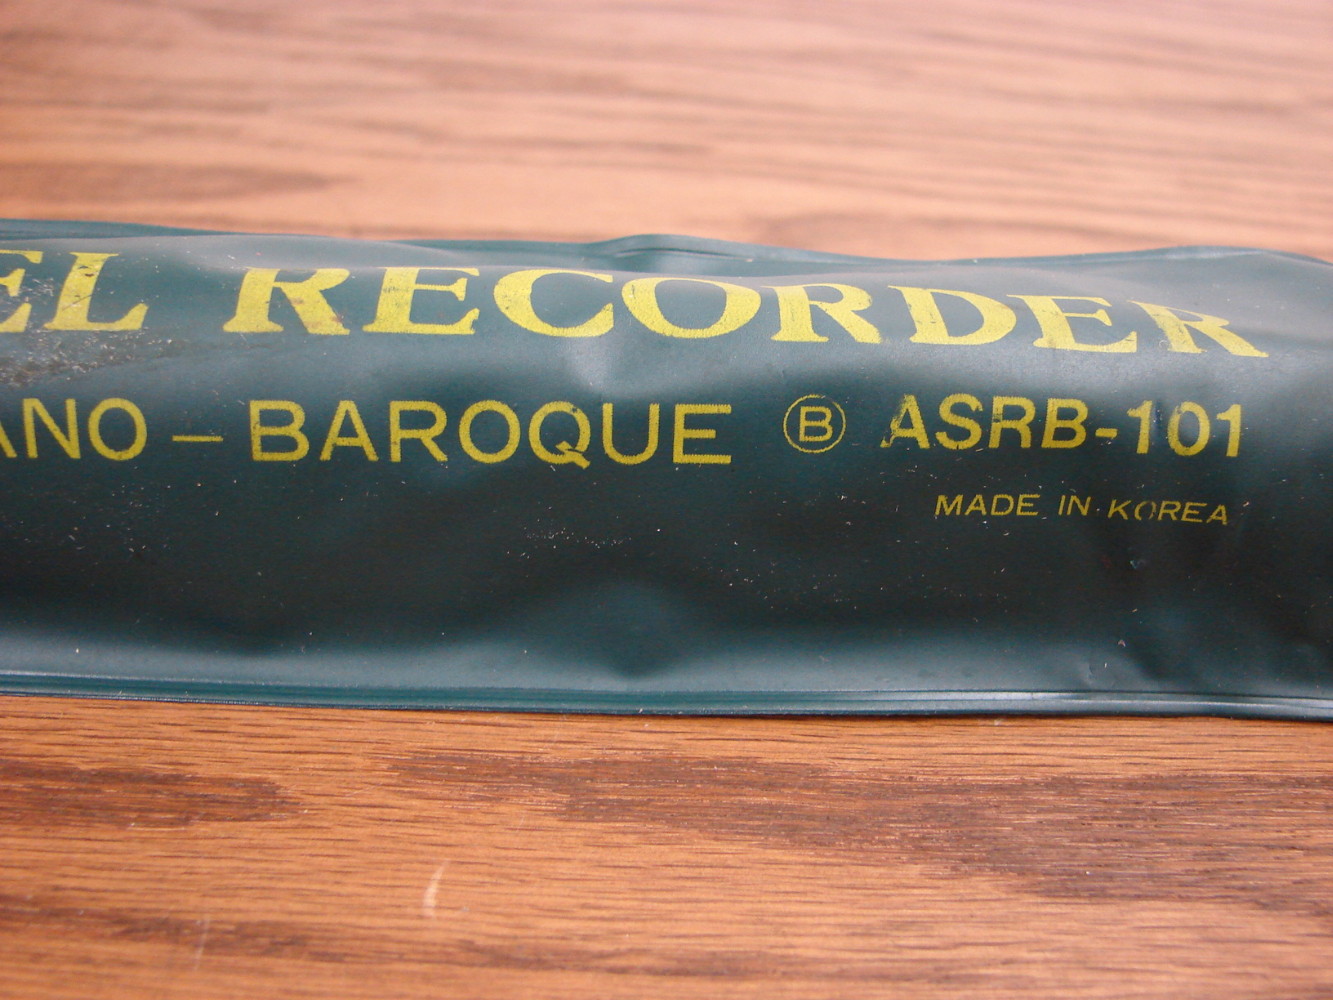 EL RECORDER
ANO – BAROQUE Ⓑ ASRB-101
MADE IN KOREA